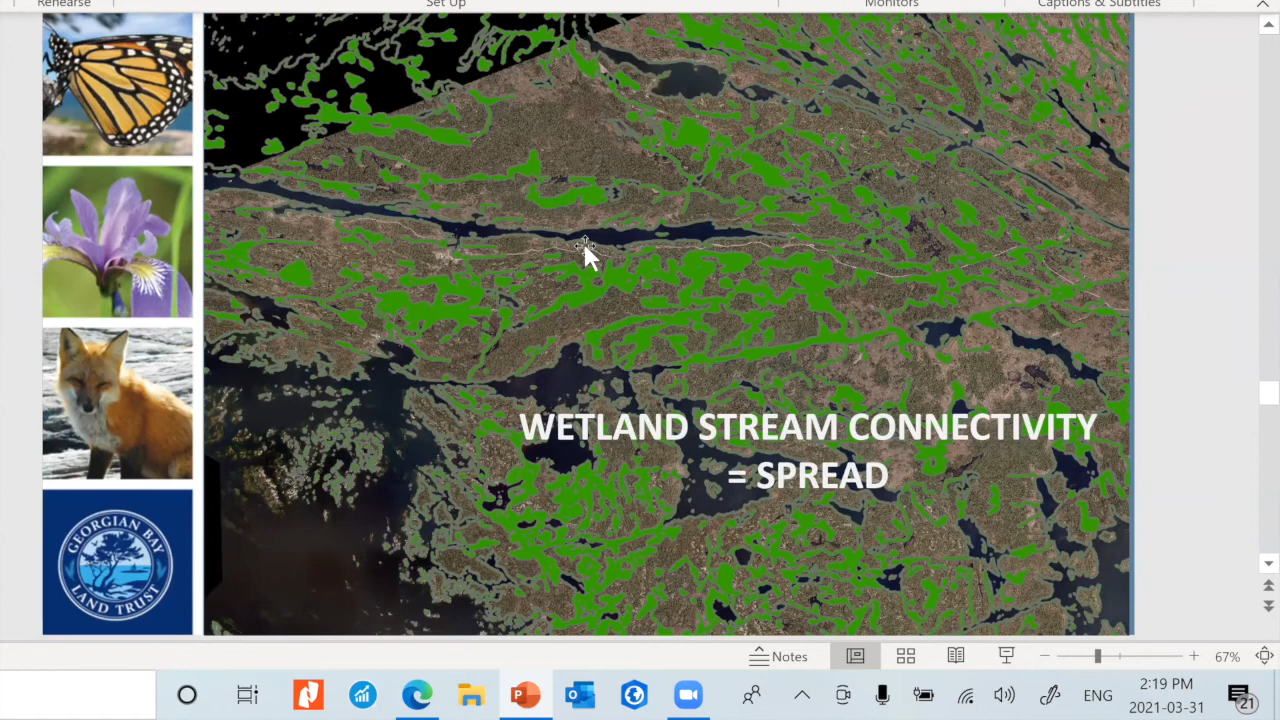 Rehearse
Set Up
Monitors
Captions & Subtitles
WETLAND STREAM CONNECTIVITY
= SPREAD
GEORGIAN BAY
LAND TRUST
Notes
67%
P
ENG
2:19 PM
2021-03-31
21